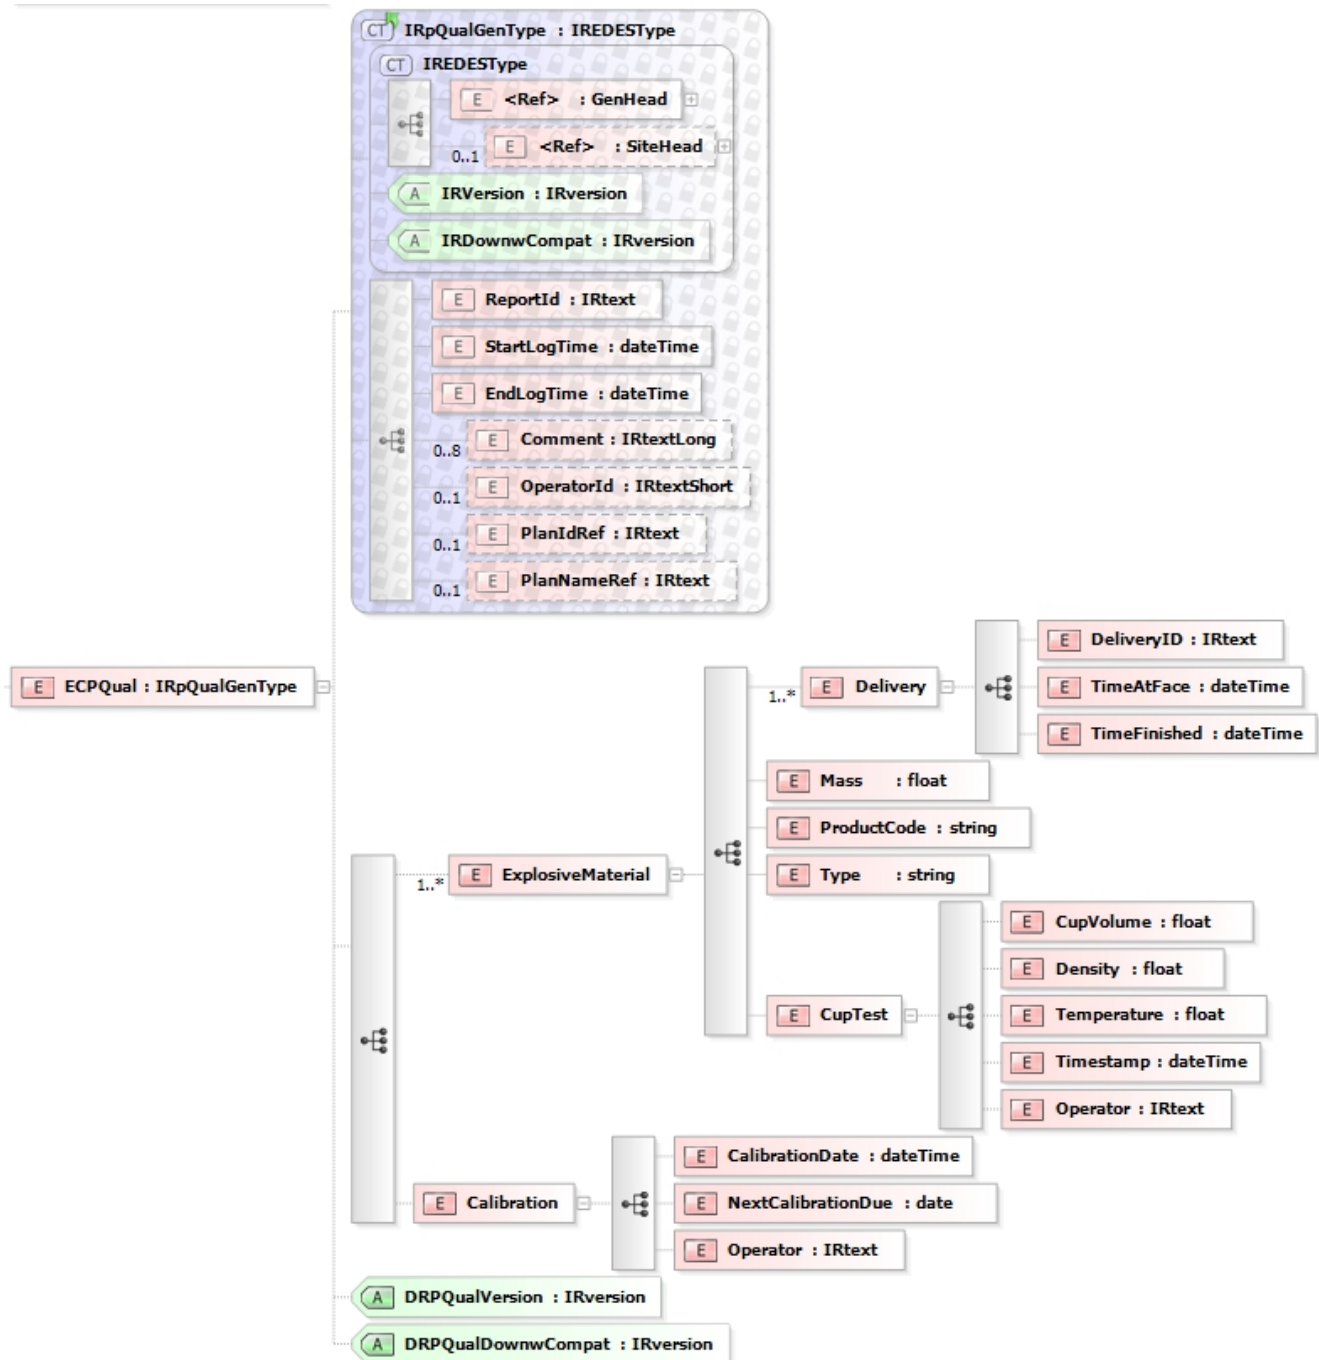 CT IRpQualGenType : IREDESType
CT IREDESType
E <Ref> : GenHead
0..1 E <Ref> : SiteHead
A IRVersion : IRversion
A IRDownwCompat : IRversion
E ReportId : IRtext
E StartLogTime : dateTime
E EndLogTime : dateTime
0..8 E Comment : IRtextLong
0..1 E OperatorId : IRtextShort
0..1 E PlanIdRef : IRtext
0..1 E PlanNameRef : IRtext
E ECPQual : IRpQualGenType
1..* E Delivery
E DeliveryID : IRtext
E TimeAtFace : dateTime
E TimeFinished : dateTime
E Mass : float
E ProductCode : string
1..* E ExplosiveMaterial
E Type : string
E CupTest
E CupVolume : float
E Density : float
E Temperature : float
E Timestamp : dateTime
E Operator : IRtext
E Calibration
E CalibrationDate : dateTime
E NextCalibrationDue : date
E Operator : IRtext
A DRPQualVersion : IRversion
A DRPQualDownwCompat : IRversion